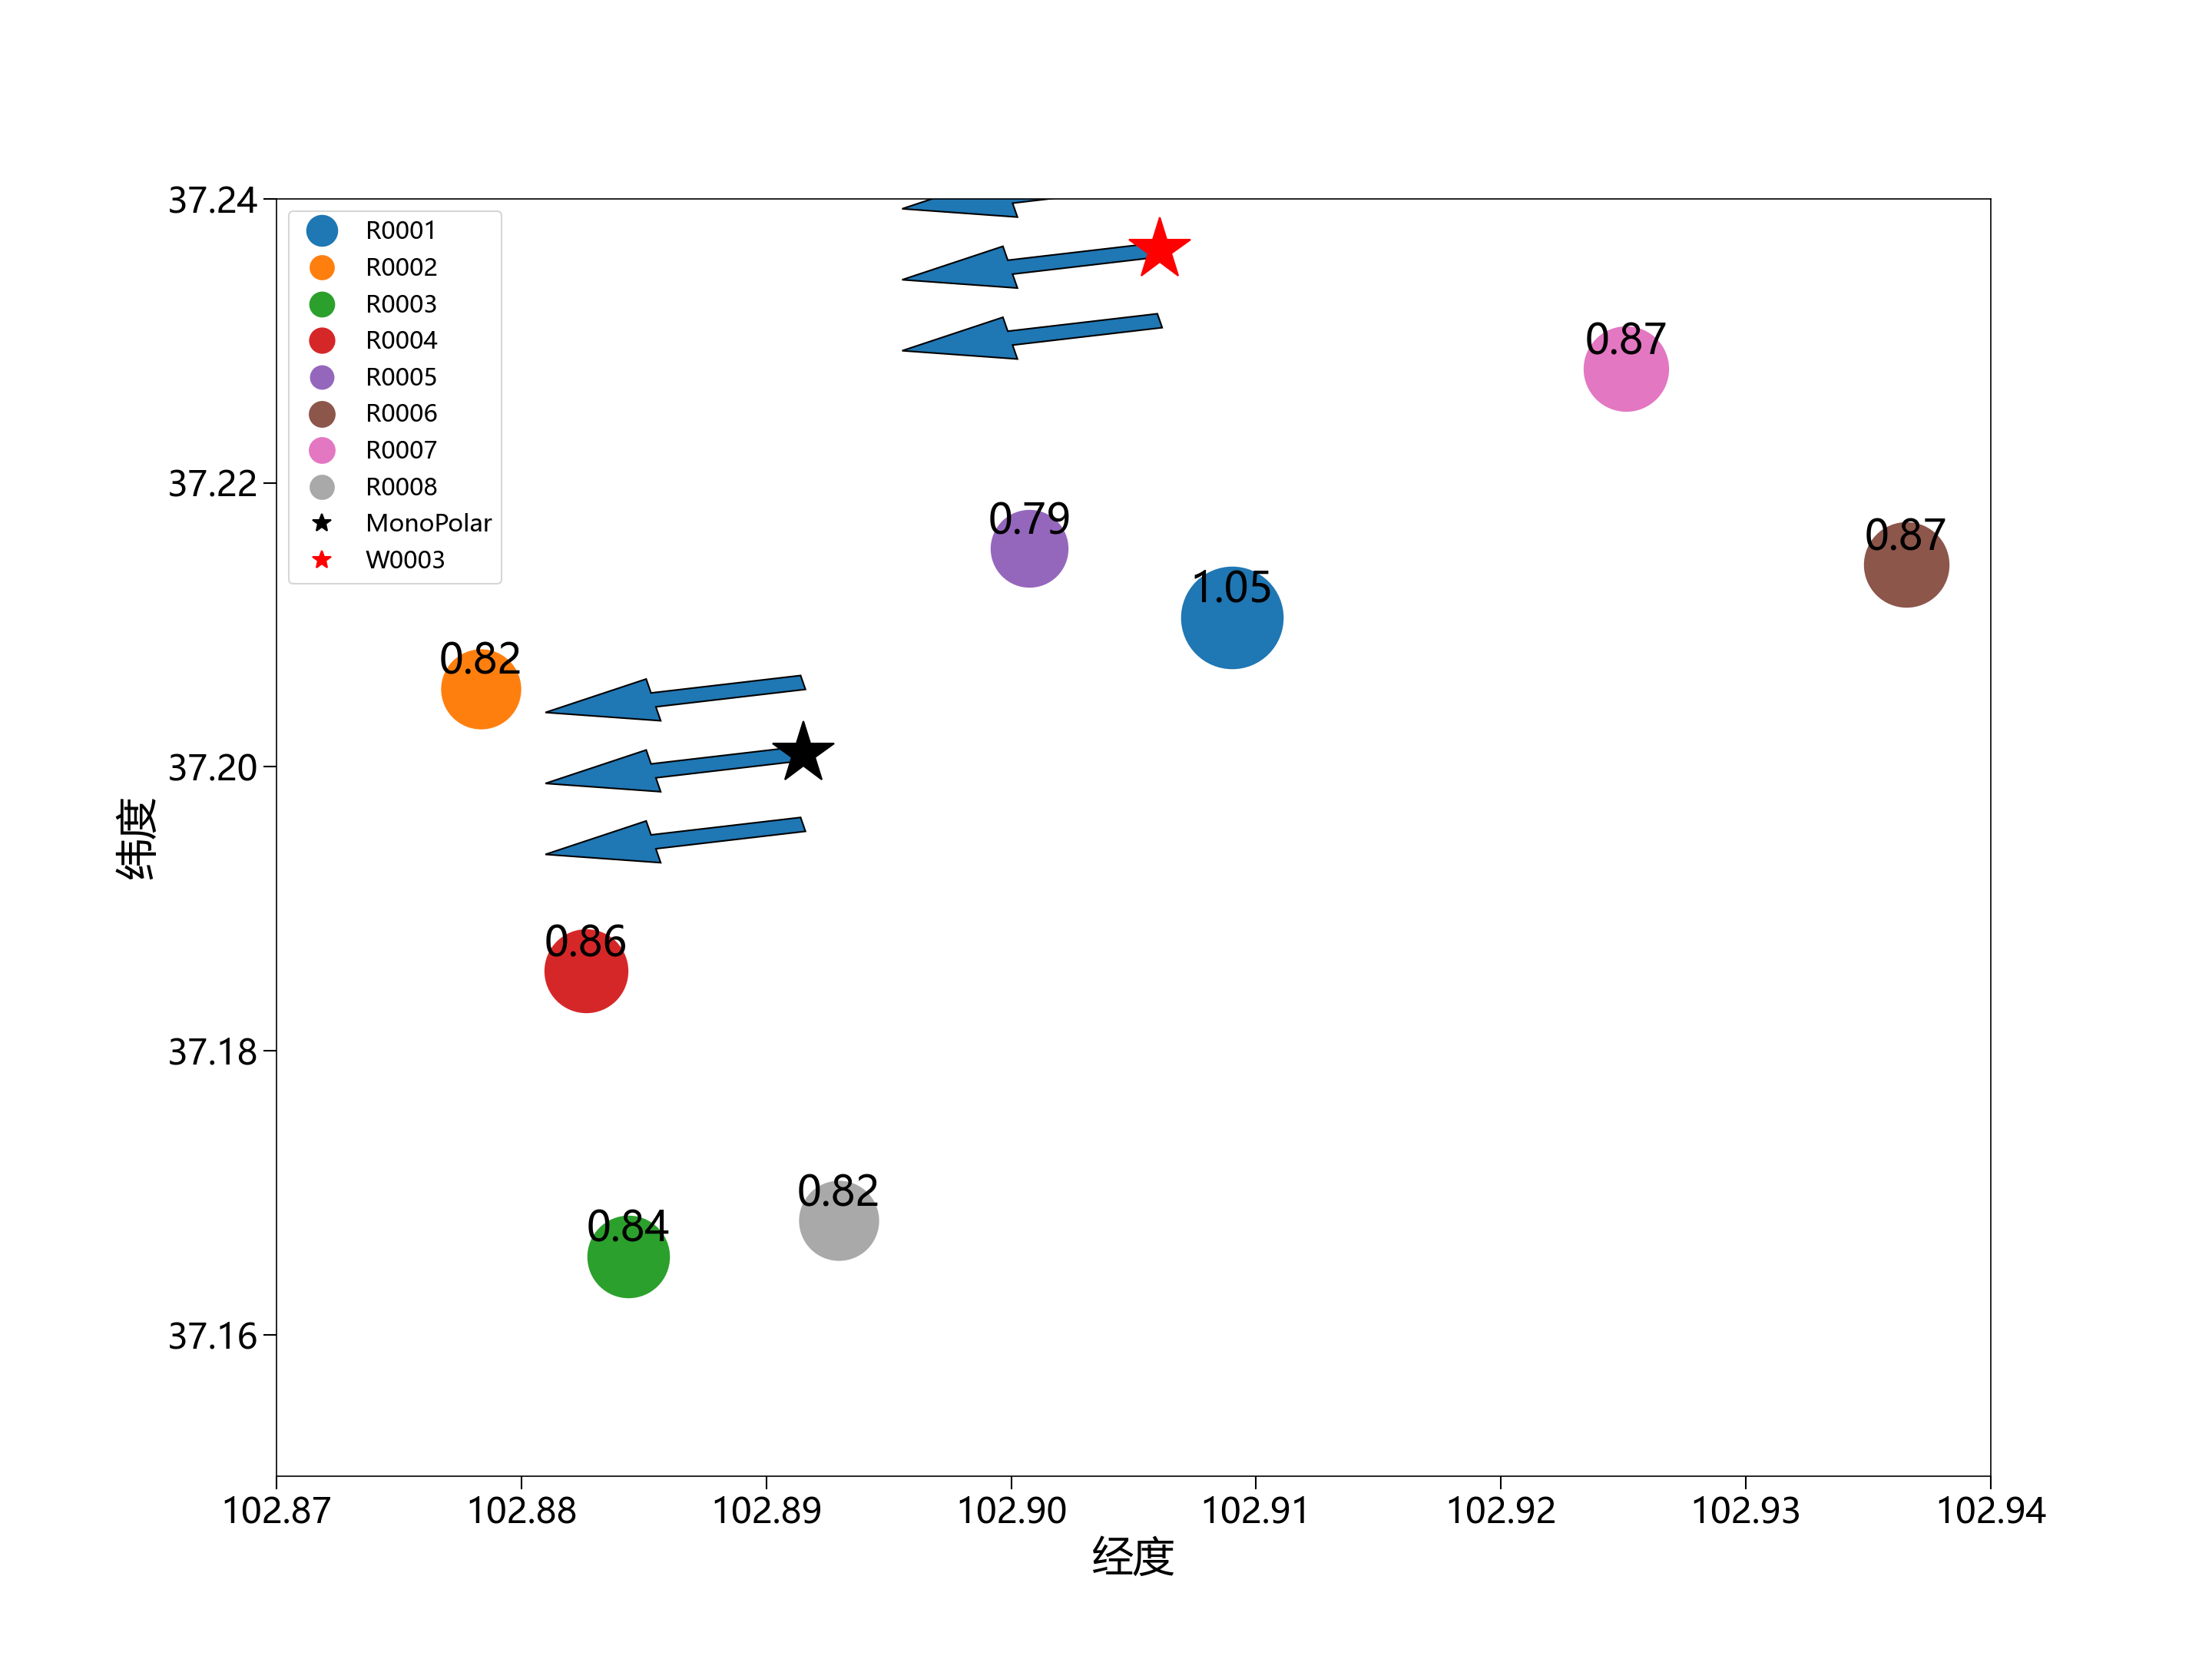 37.24
37.22
37.20
37.18
37.16
纬度
R0001
R0002
R0003
R0004
R0005
R0006
R0007
R0008
MonoPolar
W0003
0.87
0.79
0.87
1.05
0.82
0.86
0.82
0.84
102.87 102.88 102.89 102.90 102.91 102.92 102.93 102.94
经度